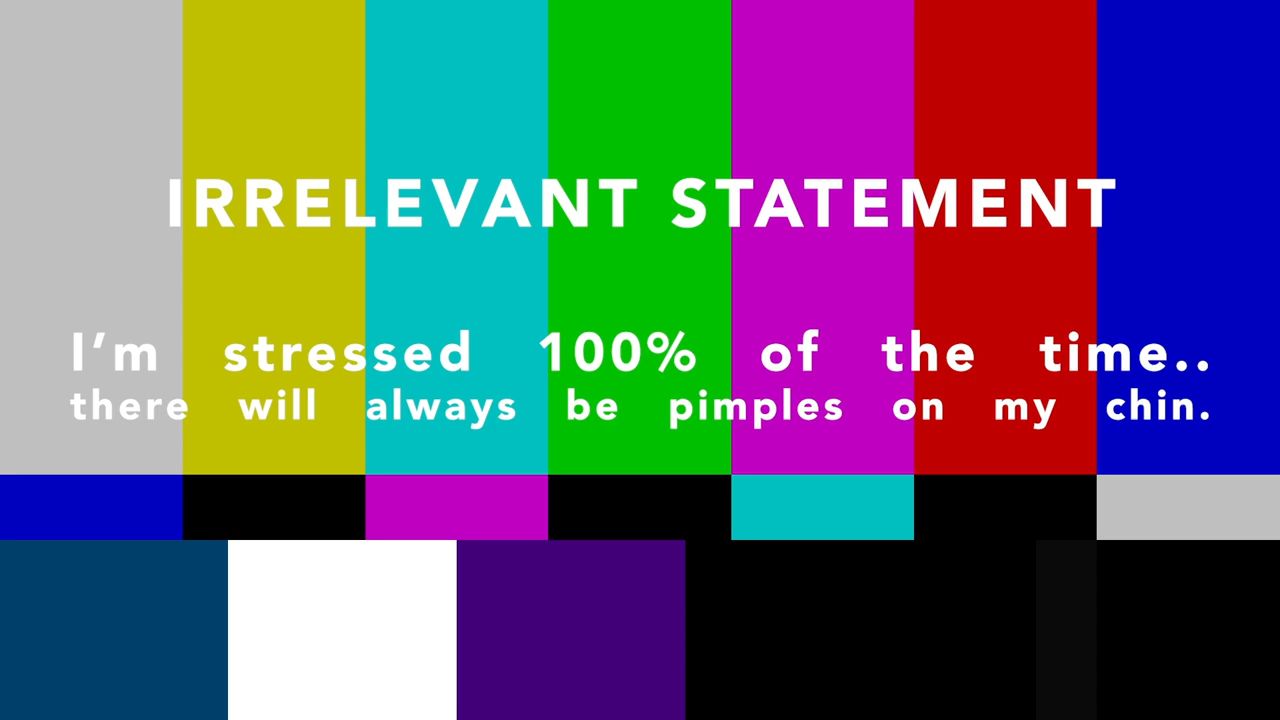 IRRELEVANT STATEMENT
I’m stressed 100% of the time..
there will always be pimples on my chin.